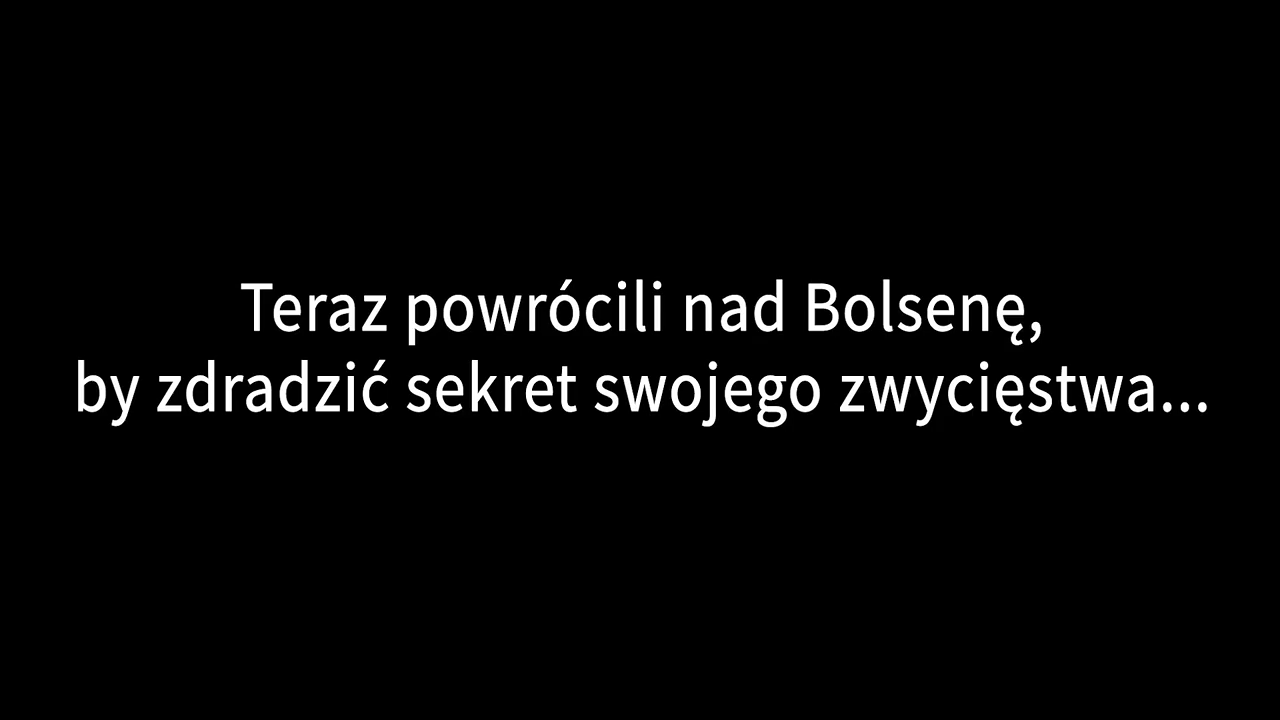 Teraz powrócili nad Bolsenę,
by zdradzić sekret swojego zwycięstwa...